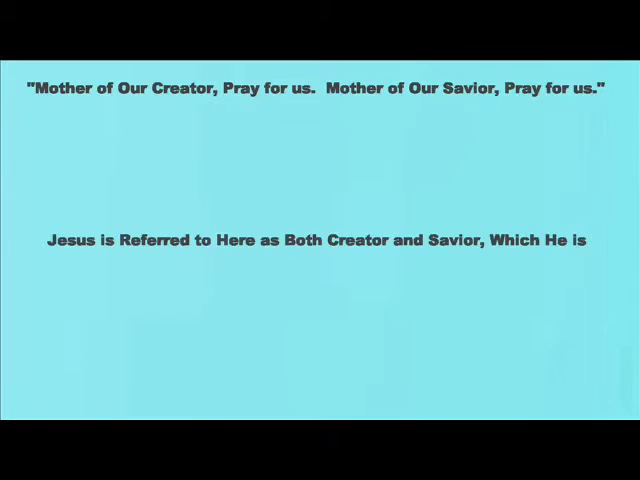 "Mother of Our Creator, Pray for us.  Mother of Our Savior, Pray for us."
Jesus is Referred to Here as Both Creator and Savior, Which He is